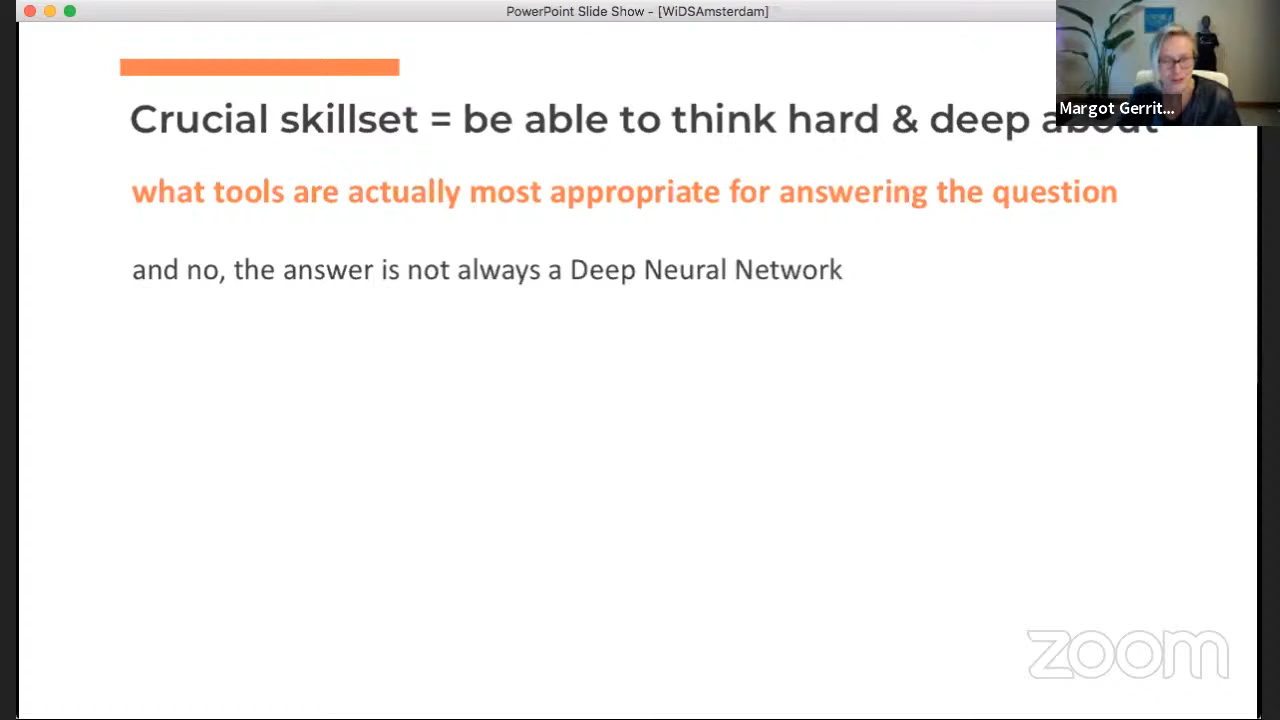 PowerPoint Slide Show - [WiDSAmsterdam]
Margot Gerrit...
Crucial skillset = be able to think hard & deep about
what tools are actually most appropriate for answering the question
and no, the answer is not always a Deep Neural Network
zoom